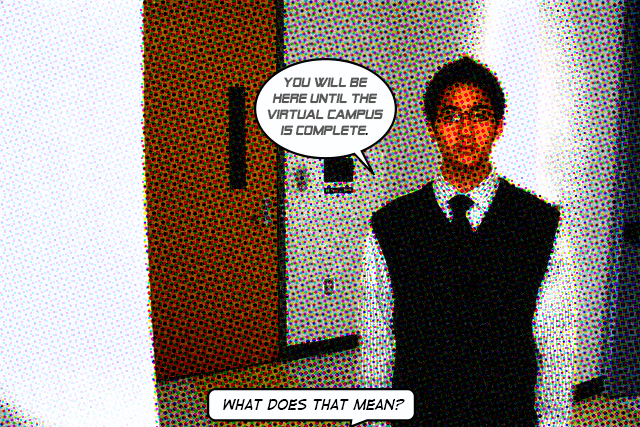 YOU WILL BE
HERE UNTIL THE
VIRTUAL CAMPUS
IS COMPLETE.
WHAT DOES THAT MEAN?